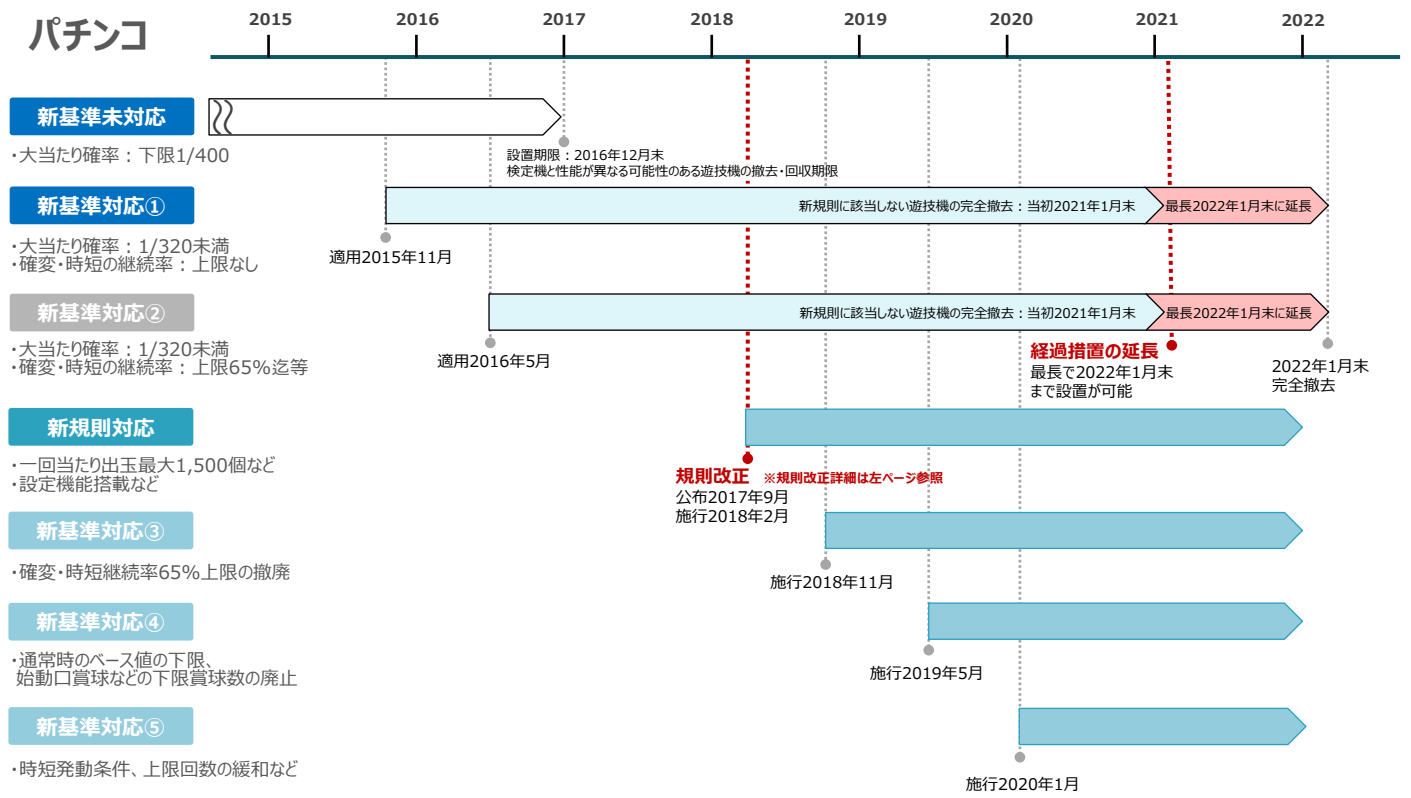 パチンコ
2015
2016
2017
2018
2019
2020
2021
2022
新基準未対応
・大当たり確率：下限1/400
設置期限：2016年12月末
検定機と性能が異なる可能性のある遊技機の撤去・回収期限
新基準対応①
新規則に該当しない遊技機の完全撤去：当初2021年1月末
最長2022年1月末に延長
・大当たり確率：1/320未満
・確変・時短の継続率：上限なし
適用2015年11月
新基準対応②
新規則に該当しない遊技機の完全撤去：当初2021年1月末
最長2022年1月末に延長
・大当たり確率：1/320未満
・確変・時短の継続率：上限65%迄等
適用2016年5月
経過措置の延長
最長で2022年1月末
まで設置が可能
2022年1月末
完全撤去
新規則対応
・一回当たり出玉最大1,500個など
・設定機能搭載など
規則改正 ※規則改正詳細は左ページ参照
公布2017年9月
施行2018年2月
新基準対応③
・確変・時短継続率65%上限の撤廃
施行2018年11月
新基準対応④
・通常時のベース値の下限、
始動口賞球などの下限賞球数の廃止
施行2019年5月
新基準対応⑤
・時短発動条件、上限回数の緩和など
施行2020年1月